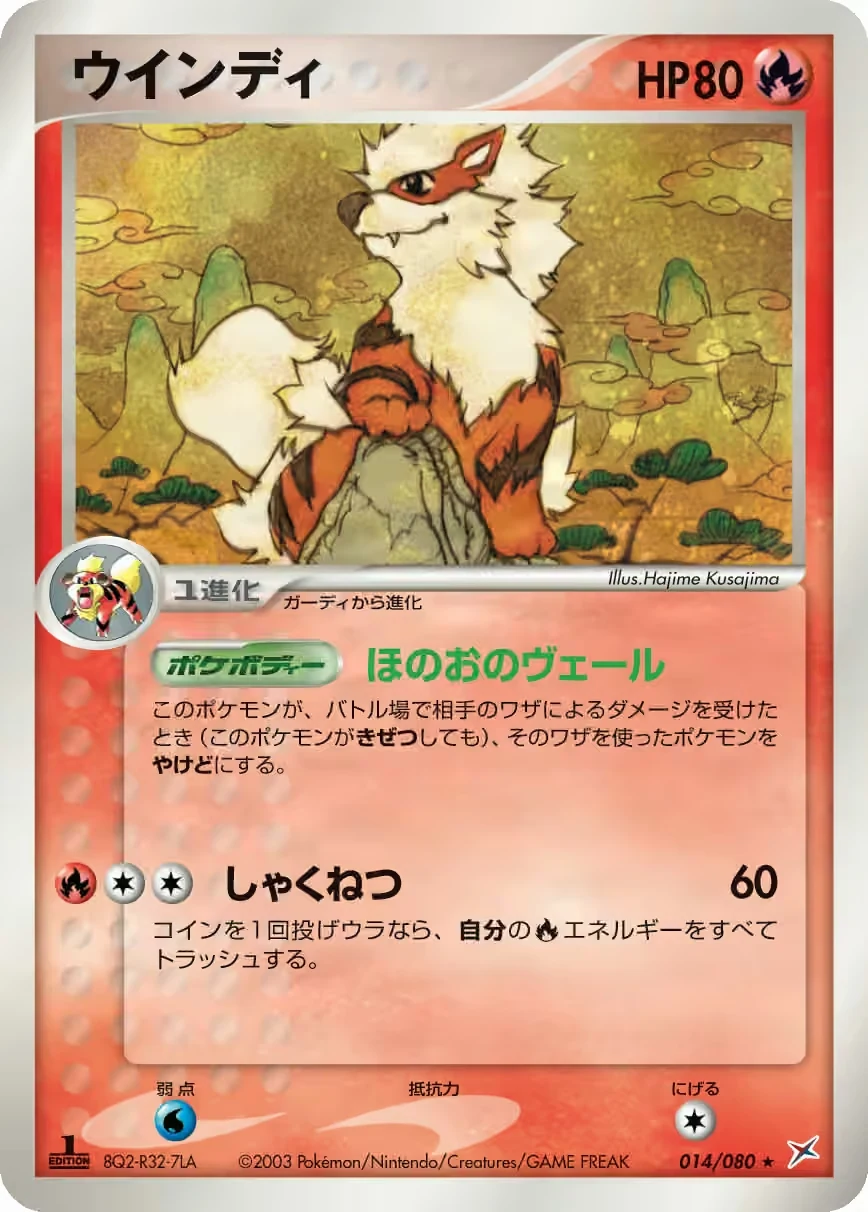 ウインディ HP80
Illus.Hajime Kusajima
1進化 ガーディから進化
ポケボディー ほのおのヴェール
このポケモンが、バトル場で相手のワザによるダメージを受けた
とき(このポケモンがきぜつしても)、そのワザを使ったポケモンを
やけどにする。
しゃくねつ 60
コインを1回投げウラなら、自分のエネルギーをすべて
トラッシュする。
弱点 抵抗力 にげる
1 EDITION 8Q2-R32-7LA ©2003 Pokémon/Nintendo/Creatures/GAME FREAK 014/080 ★